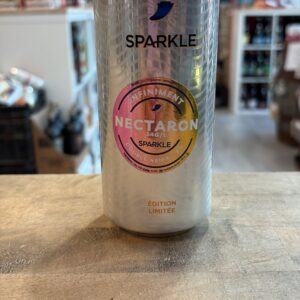 SPARKLE
INFINIMENT
NECTARON
SPARKLE
ÉDITION
LIMITÉE